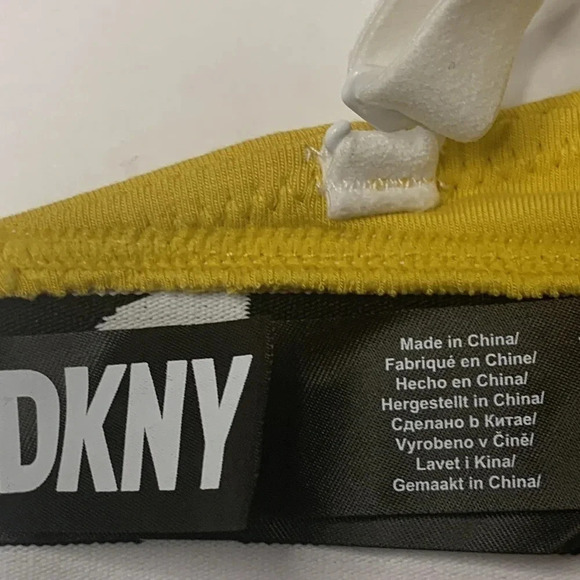 DKNY
Made in China/
Fabriqué en Chine/
Hecho en China/
Hergestellt in China/
Сделано b Китае/
Vyrobeno v Čině/
Lavet i Kina/
Gemaakt in China/